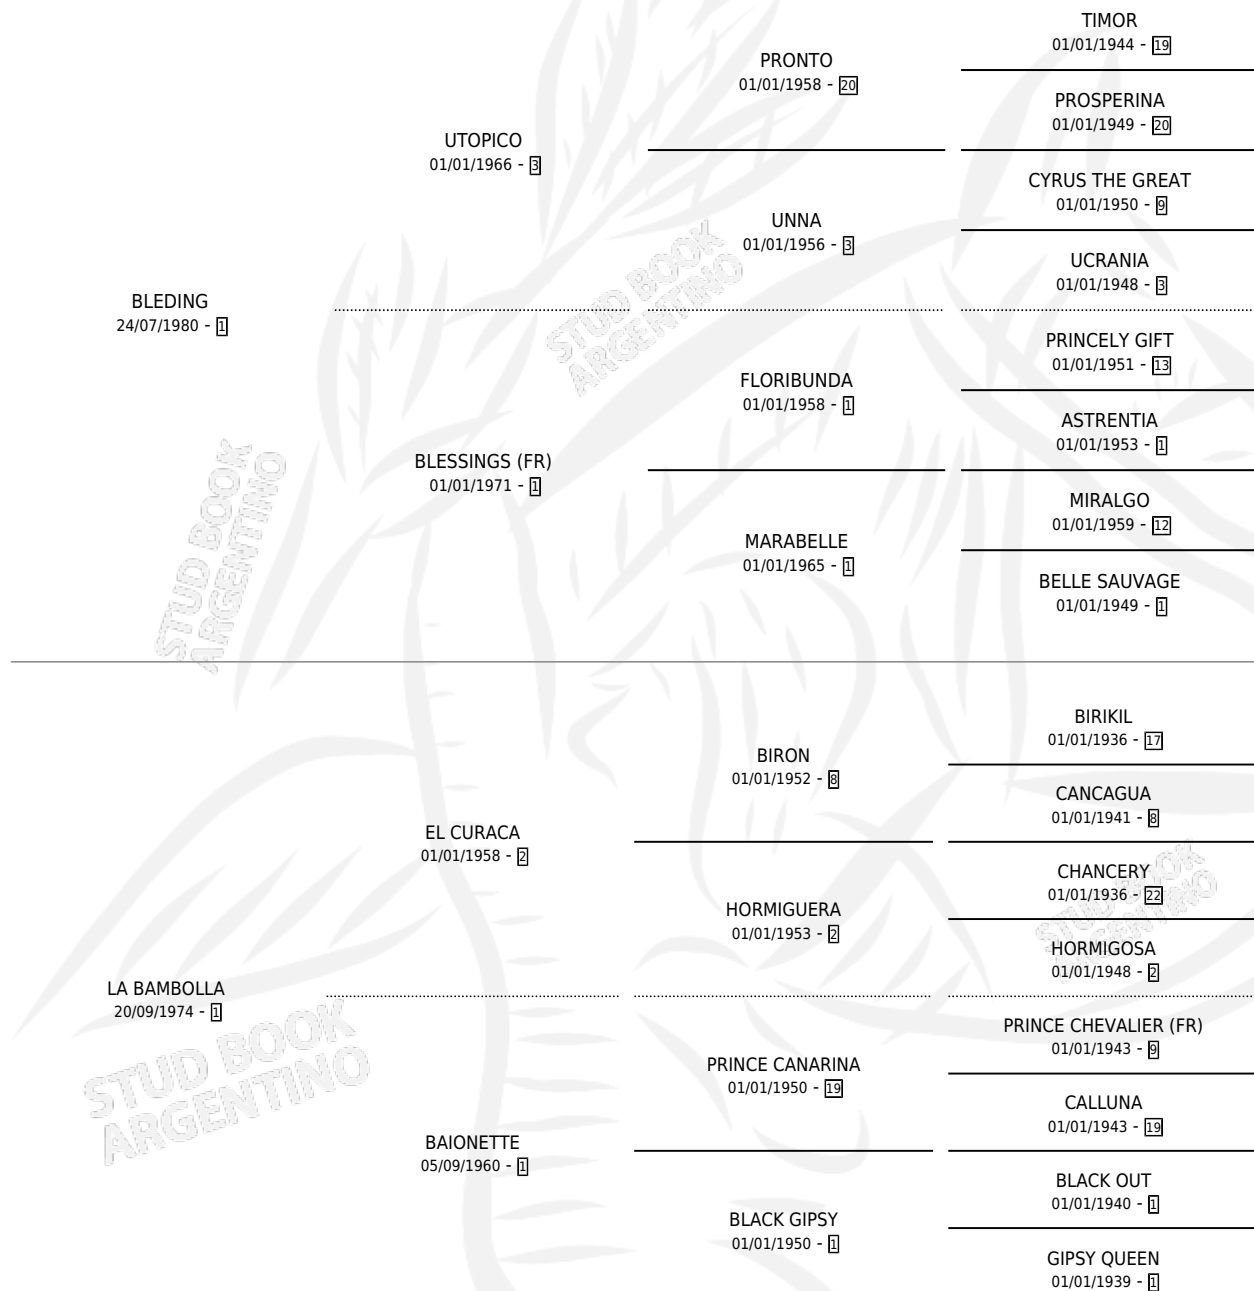 TIMOR
01/01/1944 - 19
PRONTO
01/01/1958 - 20
PROSPERINA
01/01/1949 - 20
UTOPICO
01/01/1966 - 3
CYRUS THE GREAT
01/01/1950 - 9
UNNA
01/01/1956 - 3
UCRANIA
01/01/1948 - 3
BLEDING
24/07/1980 - 1
PRINCELY GIFT
01/01/1951 - 13
FLORIBUNDA
01/01/1958 - 1
ASTRENTIA
01/01/1953 - 1
BLESSINGS (FR)
01/01/1971 - 1
MIRALGO
01/01/1959 - 12
MARABELLE
01/01/1965 - 1
BELLE SAUVAGE
01/01/1949 - 1
BIRIKIL
01/01/1936 - 17
BIRON
01/01/1952 - 8
CANCAGUA
01/01/1941 - 8
EL CURACA
01/01/1958 - 2
CHANCERY
01/01/1936 - 22
HORMIGUERA
01/01/1953 - 2
HORMIGOSA
01/01/1948 - 2
LA BAMBOLLA
20/09/1974 - 1
PRINCE CHEVALIER (FR)
01/01/1943 - 9
PRINCE CANARINA
01/01/1950 - 19
CALLUNA
01/01/1943 - 19
BAIONETTE
05/09/1960 - 1
BLACK OUT
01/01/1940 - 1
BLACK GIPSY
01/01/1950 - 1
GIPSY QUEEN
01/01/1939 - 1
STUD BOOK
ARGENTINO
STUD BOOK
ARGENTINO
STUD BOOK
ARGENTINO
STUD BOOK
ARGENTINO